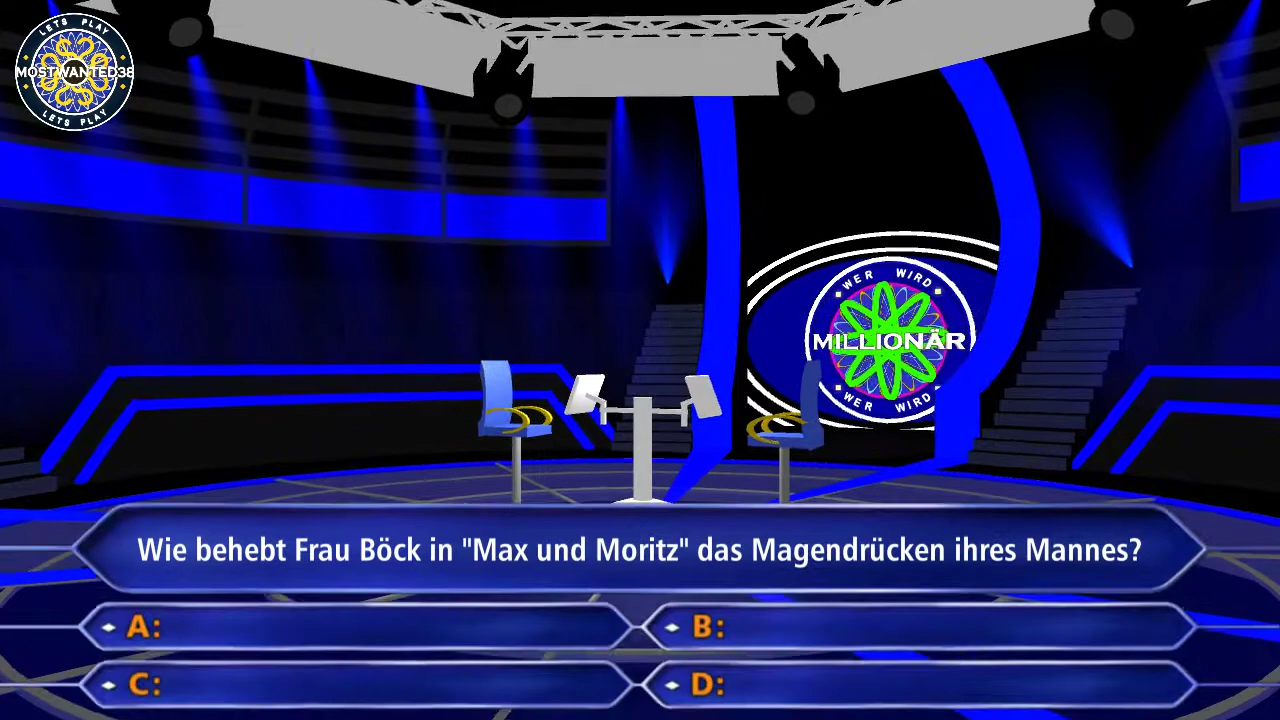 LETS PLAY
MOSTWANTED38
LETS PLAY
WER WIRD
MILLIONÄR
WER WIRD
Wie behebt Frau Böck in "Max und Moritz" das Magendrücken ihres Mannes?
A:
B:
C:
D: